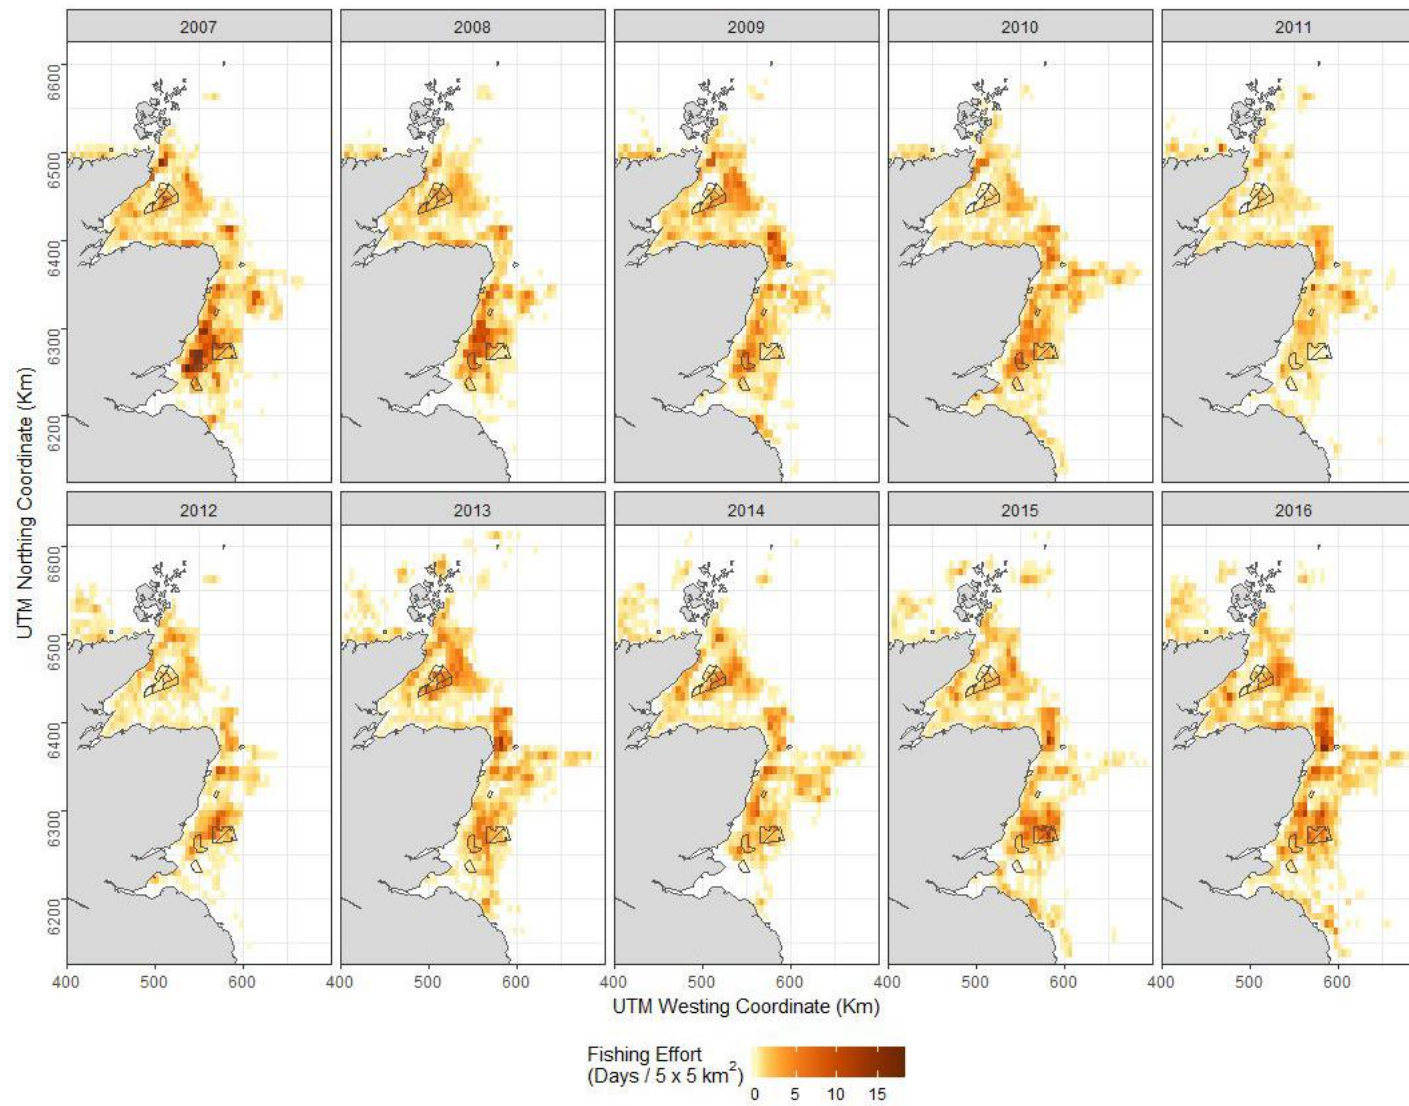 2007 2008 2009 2010 2011
6600
6500
6400
6300
6200
2012 2013 2014 2015 2016
6600
6500
6400
6300
6200
UTM Northing Coordinate (Km)
400 500 600 400 500 600 400 500 600 400 500 600 400 500 600
UTM Westing Coordinate (Km)
Fishing Effort
(Days / 5 x 5 km²)
0 5 10 15